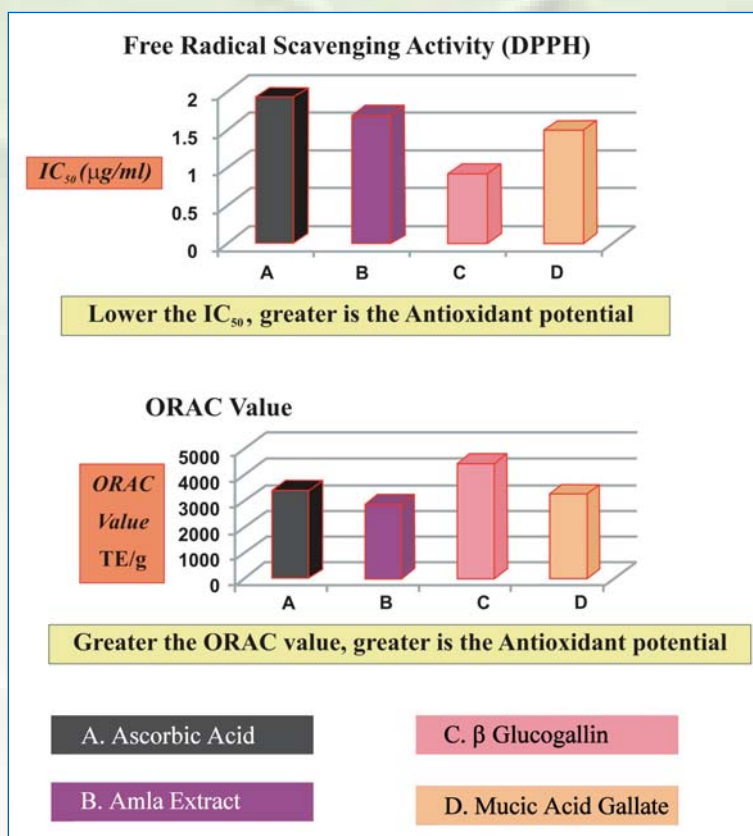 Free Radical Scavenging Activity (DPPH)
2
1.5
1
0.5
0
IC₅₀ (μg/ml)
A B C D
Lower the IC₅₀, greater is the Antioxidant potential
ORAC Value
5000
4000
3000
2000
1000
0
ORAC
Value
TE/g
A B C D
Greater the ORAC value, greater is the Antioxidant potential
A. Ascorbic Acid
C. β Glucogallin
B. Amla Extract
D. Mucic Acid Gallate